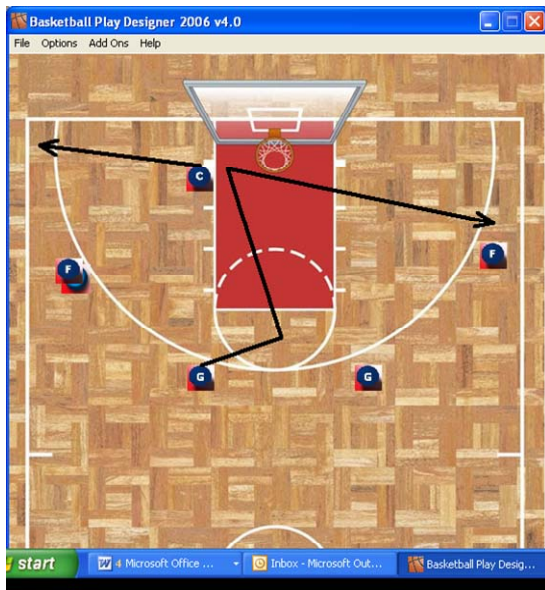 Basketball Play Designer 2006 v4.0
File Options Add Ons Help
C
F
F
G
G
start 4 Microsoft Office ... Inbox - Microsoft Out... Basketball Play Desig...